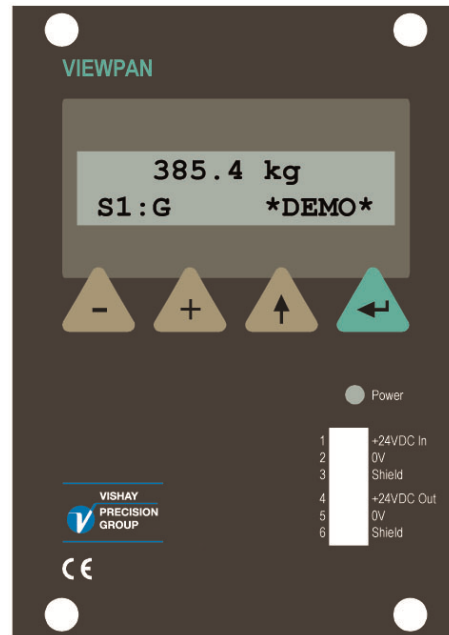 VIEWPAN
385.4 kg
S1:G *DEMO*
- +
Power
1 +24VDC In
2 0V
3 Shield
4 +24VDC Out
5 0V
6 Shield
V VISHAY
PRECISION
GROUP
CE